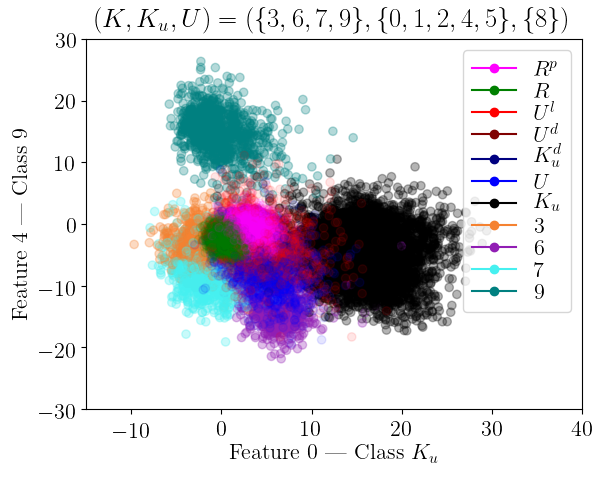 (K, K_u, U) = ({3, 6, 7, 9}, {0, 1, 2, 4, 5}, {8})
30
20
10
0
−10
−20
−30
Feature 4 — Class 9
R^p
R
U^l
U^d
K_u^d
U
K_u
3
6
7
9
−10 0 10 20 30 40
Feature 0 — Class K_u